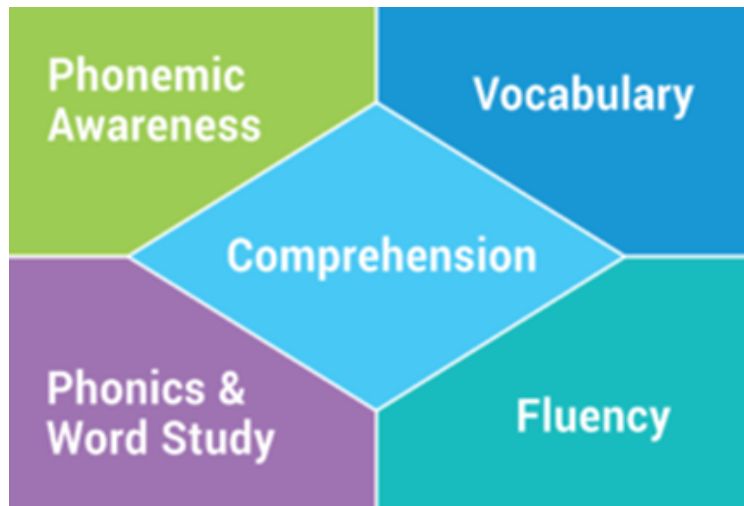 Phonemic
Awareness
Vocabulary
Comprehension
Phonics &
Word Study
Fluency